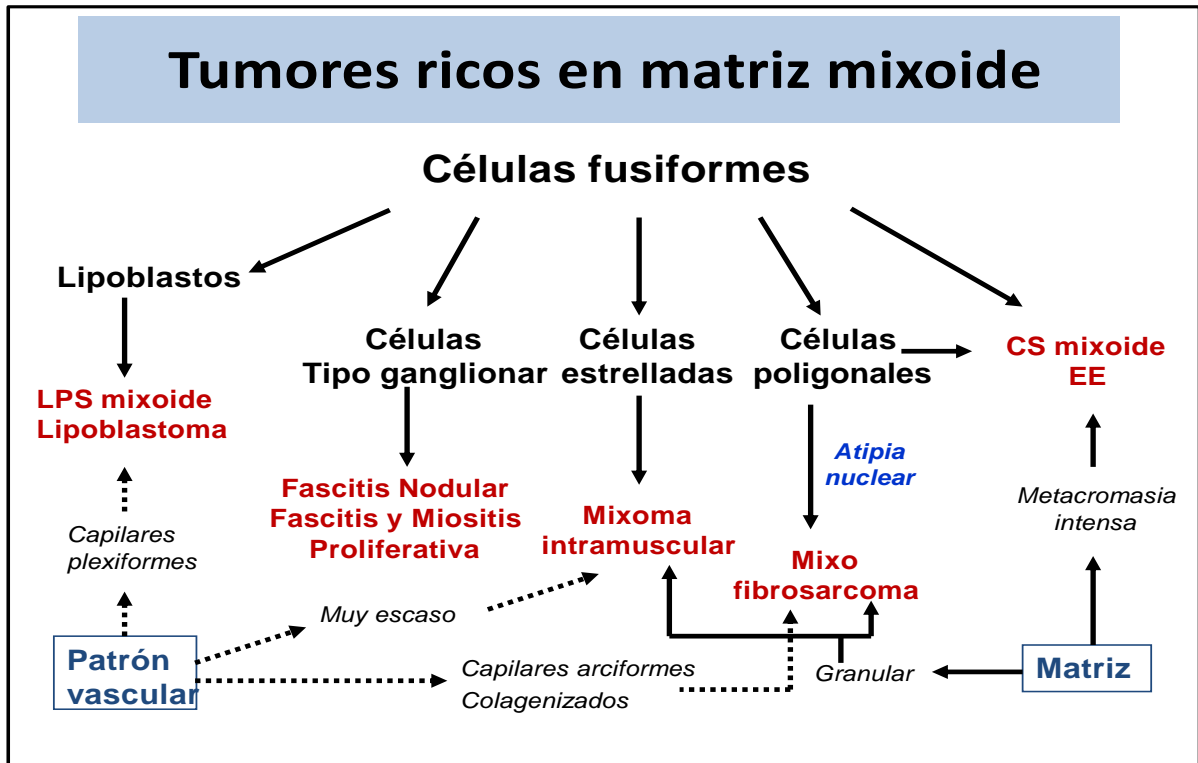 Tumores ricos en matriz mixoide
Células fusiformes
Lipoblastos
Células
Tipo ganglionar
Células
estrelladas
Células
poligonales
CS mixoide
EE
LPS mixoide
Lipoblastoma
Atipia
nuclear
Fascitis Nodular
Fascitis y Miositis
Proliferativa
Mixoma
intramuscular
Metacromasia
intensa
Capilares
plexiformes
Mixo
fibrosarcoma
Muy escaso
Patrón
vascular
Capilares arciformes
Colagenizados
Granular
Matriz